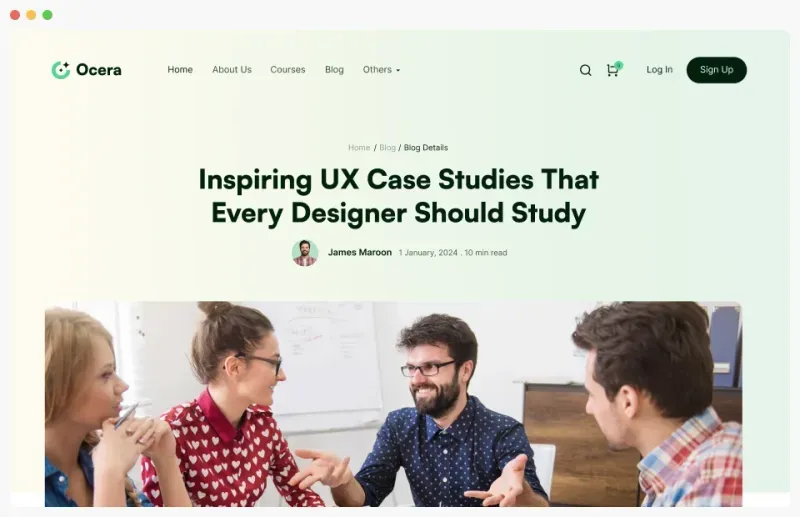 Ocera
Home About Us Courses Blog Others
Log In Sign Up
Home / Blog / Blog Details
Inspiring UX Case Studies That
Every Designer Should Study
James Maroon 1 January, 2024 . 10 min read